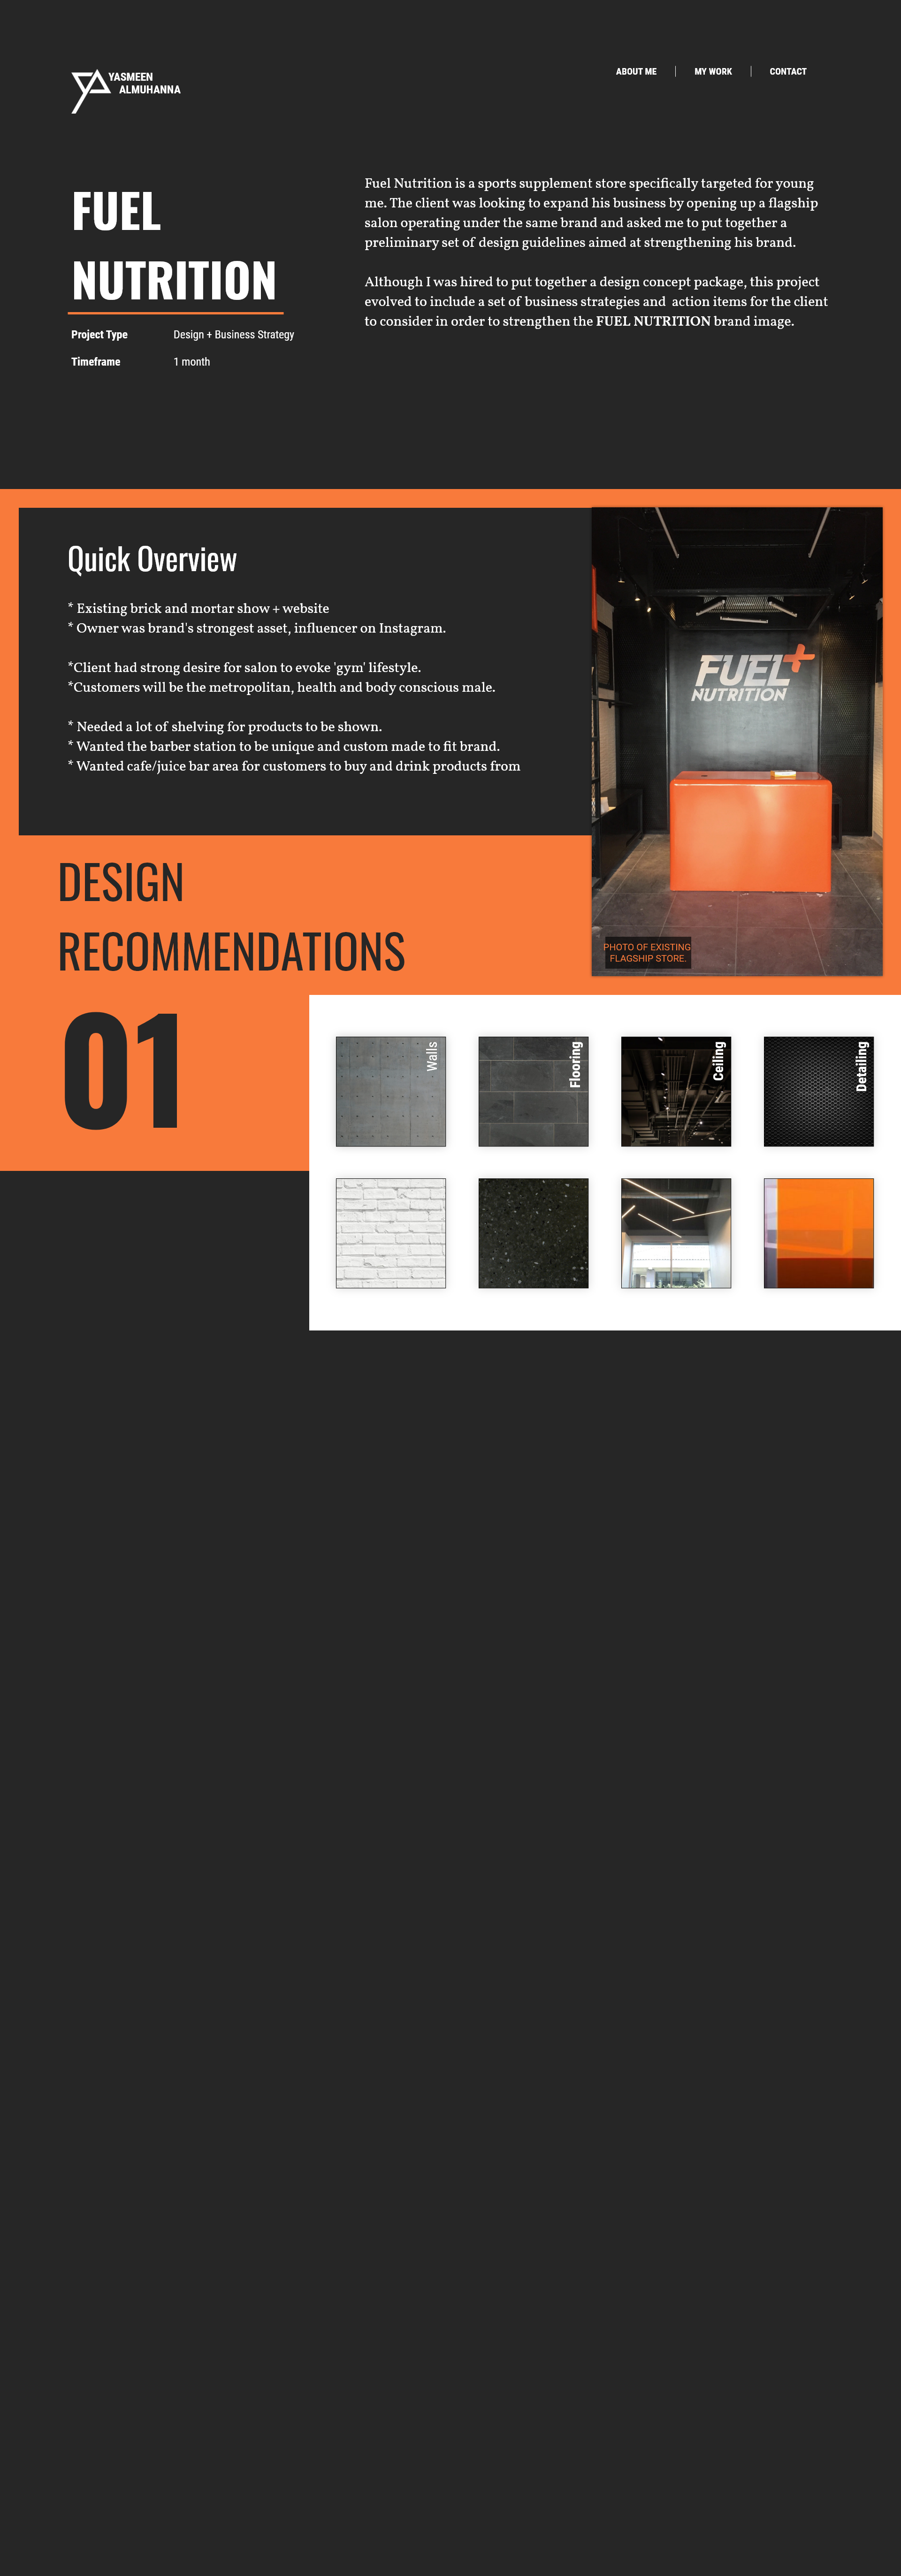 YASMEEN
ALMUHANNA
ABOUT ME
MY WORK
CONTACT
FUEL
NUTRITION
Project Type Design + Business Strategy
Timeframe 1 month
Fuel Nutrition is a sports supplement store specifically targeted for young
me. The client was looking to expand his business by opening up a flagship
salon operating under the same brand and asked me to put together a
preliminary set of design guidelines aimed at strengthening his brand.
Although I was hired to put together a design concept package, this project
evolved to include a set of business strategies and  action items for the client
to consider in order to strengthen the FUEL NUTRITION brand image.
Quick Overview
* Existing brick and mortar show + website
* Owner was brand's strongest asset, influencer on Instagram.
*Client had strong desire for salon to evoke 'gym' lifestyle.
*Customers will be the metropolitan, health and body conscious male.
* Needed a lot of shelving for products to be shown.
* Wanted the barber station to be unique and custom made to fit brand.
* Wanted cafe/juice bar area for customers to buy and drink products from
FUEL+
NUTRITION
PHOTO OF EXISTING
FLAGSHIP STORE.
DESIGN
RECOMMENDATIONS
01
Walls
Flooring
Ceiling
Detailing